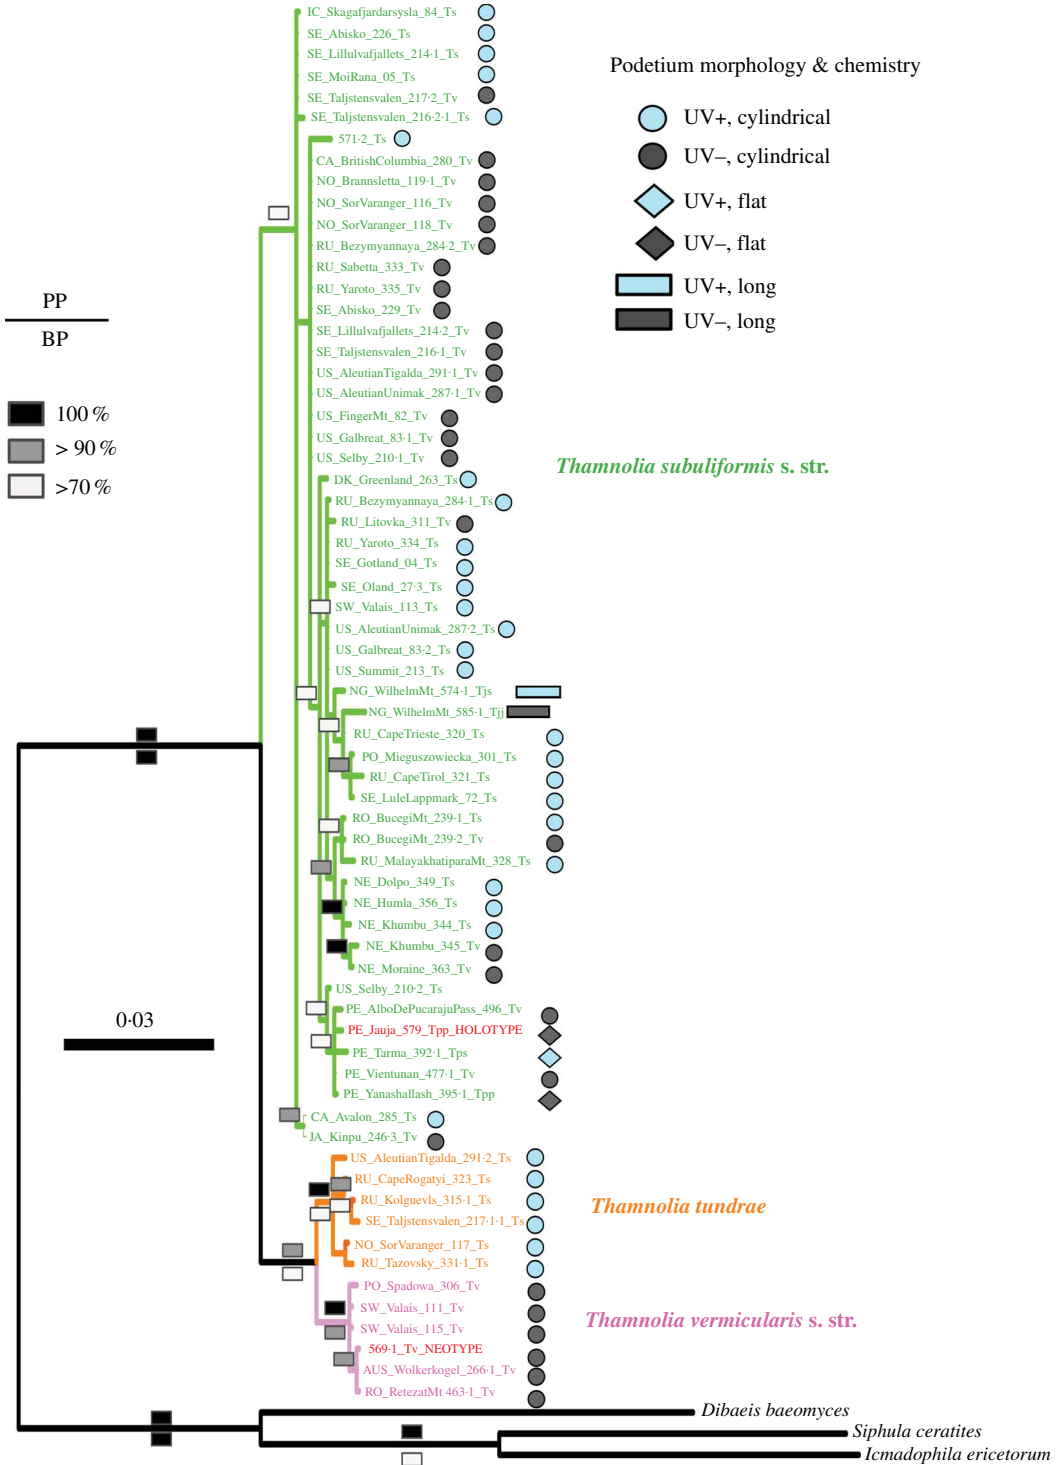 IC_Skagafjardarsysla_84_Ts
SE_Abisko_226_Ts
SE_Lillulvafjallets_214·1_Ts
SE_MoiRana_05_Ts
SE_Taljstensvalen_217·2_Tv
SE_Taljstensvalen_216·2·1_Ts
571·2_Ts
CA_BritishColumbia_280_Tv
NO_Brannsletta_119·1_Tv
NO_SorVaranger_116_Tv
NO_SorVaranger_118_Tv
RU_Bezymyannaya_284·2_Tv
RU_Sabetta_333_Tv
RU_Yaroto_335_Tv
SE_Abisko_229_Tv
SE_Lillulvafjallets_214·2_Tv
SE_Taljstensvalen_216·1_Tv
US_AleutianTigalda_291·1_Tv
US_AleutianUnimak_287·1_Tv
US_FingerMt_82_Tv
US_Galbreat_83·1_Tv
US_Selby_210·1_Tv
DK_Greenland_263_Ts
RU_Bezymyannaya_284·1_Ts
RU_Litovka_311_Tv
RU_Yaroto_334_Ts
SE_Gotland_04_Ts
SE_Oland_27·3_Ts
SW_Valais_113_Ts
US_AleutianUnimak_287·2_Ts
US_Galbreat_83·2_Ts
US_Summit_213_Ts
NG_WilhelmMt_574·1_Tjs
NG_WilhelmMt_585·1_Tjj
RU_CapeTrieste_320_Ts
PO_Mieguszowiecka_301_Ts
RU_CapeTirol_321_Ts
SE_LuleLappmark_72_Ts
RO_BucegiMt_239·1_Ts
RO_BucegiMt_239·2_Tv
RU_MalayakhatiparaMt_328_Ts
NE_Dolpo_349_Ts
NE_Humla_356_Ts
NE_Khumbu_344_Ts
NE_Khumbu_345_Tv
NE_Moraine_363_Tv
US_Selby_210·2_Ts
PE_AlboDePucarajuPass_496_Tv
PE_Jauja_579_Tpp_HOLOTYPE
PE_Tarma_392·1_Tps
PE_Vientunan_477·1_Tv
PE_Yanashallash_395·1_Tpp
CA_Avalon_285_Ts
JA_Kinpu_246·3_Tv
US_AleutianTigalda_291·2_Ts
RU_CapeRogatyi_323_Ts
RU_Kolguevls_315·1_Ts
SE_Taljstensvalen_217·1·1_Ts
NO_SorVaranger_117_Ts
RU_Tazovsky_331·1_Ts
PO_Spadowa_306_Tv
SW_Valais_111_Tv
SW_Valais_115_Tv
569·1_Tv_NEOTYPE
AUS_Wolkerkogel_266·1_Tv
RO_RetezatMt 463·1_Tv
Dibaeis baeomyces
Siphula ceratites
Icmadophila ericetorum
Podetium morphology & chemistry
UV+, cylindrical
UV–, cylindrical
UV+, flat
UV–, flat
UV+, long
UV–, long
PP
BP
100 %
> 90 %
>70 %
0·03
Thamnolia subuliformis s. str.
Thamnolia tundrae
Thamnolia vermicularis s. str.